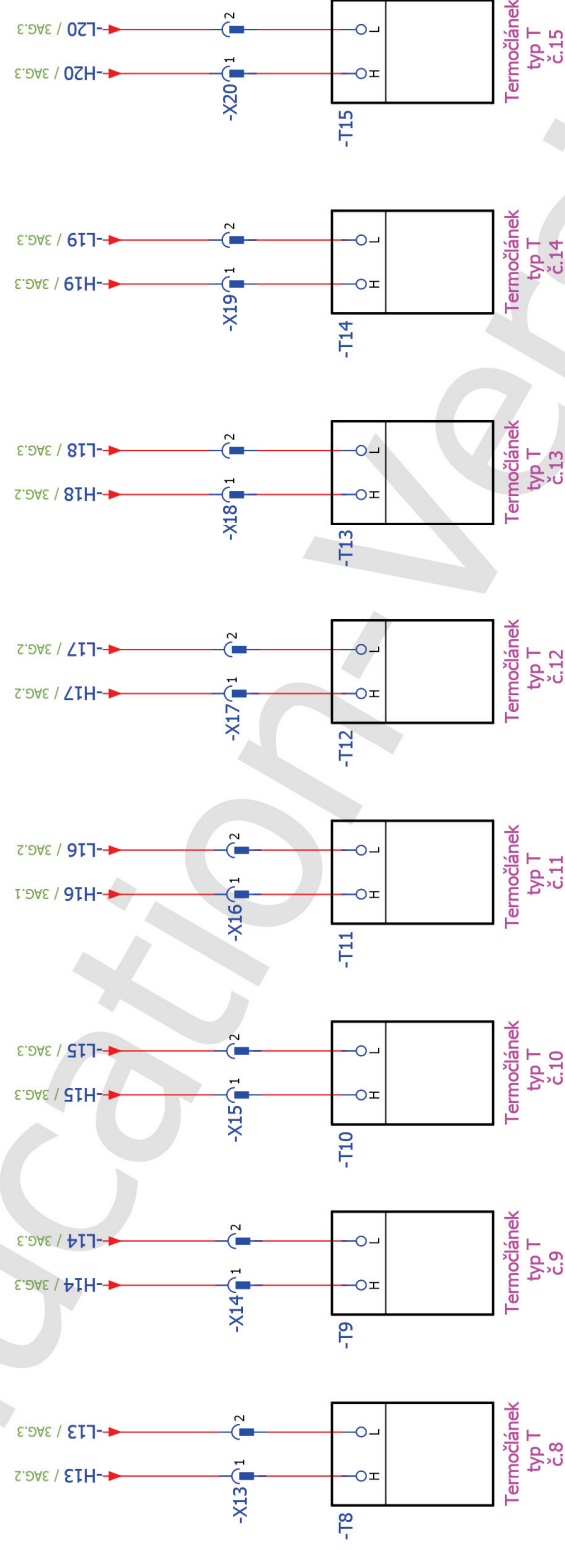 -H13 / 3AG.2
-L13 / 3AG.3
-X13
1
2
-T8
H
L
Termočlánek
typ T
č.8
-H14 / 3AG.3
-L14 / 3AG.3
-X14
1
2
-T9
H
L
Termočlánek
typ T
č.9
-H15 / 3AG.3
-L15 / 3AG.3
-X15
1
2
-T10
H
L
Termočlánek
typ T
č.10
-H16 / 3AG.1
-L16 / 3AG.2
-X16
1
2
-T11
H
L
Termočlánek
typ T
č.11
-H17 / 3AG.2
-L17 / 3AG.2
-X17
1
2
-T12
H
L
Termočlánek
typ T
č.12
-H18 / 3AG.2
-L18 / 3AG.3
-X18
1
2
-T13
H
L
Termočlánek
typ T
č.13
-H19 / 3AG.3
-L19 / 3AG.3
-X19
1
2
-T14
H
L
Termočlánek
typ T
č.14
-H20 / 3AG.3
-L20 / 3AG.3
-X20
1
2
-T15
H
L
Termočlánek
typ T
č.15